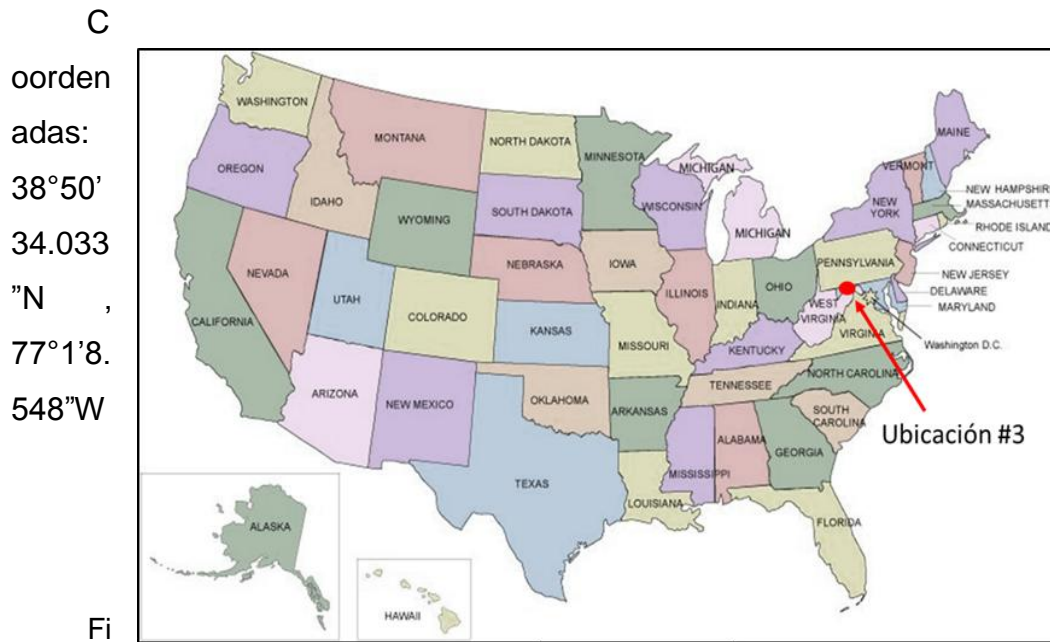 C
oorden
adas:
38°50’
34.033
”N ,
77°1’8.
548”W
Fi
WASHINGTON
OREGON
CALIFORNIA
NEVADA
IDAHO
MONTANA
WYOMING
UTAH
ARIZONA
COLORADO
NEW MEXICO
NORTH DAKOTA
SOUTH DAKOTA
NEBRASKA
KANSAS
OKLAHOMA
TEXAS
MINNESOTA
IOWA
MISSOURI
ARKANSAS
LOUISIANA
WISCONSIN
ILLINOIS
MICHIGAN
MICHIGAN
INDIANA
OHIO
KENTUCKY
TENNESSEE
MISSISSIPPI
ALABAMA
GEORGIA
FLORIDA
SOUTH
CAROLINA
NORTH CAROLINA
VIRGINIA
WEST
VIRGINIA
PENNSYLVANIA
NEW
YORK
VERMONT
MAINE
NEW HAMPSHIRE
MASSACHUSETT
RHODE ISLAND
CONNECTICUT
NEW JERSEY
DELAWARE
MARYLAND
Washington D.C.
Ubicación #3
ALASKA
HAWAII